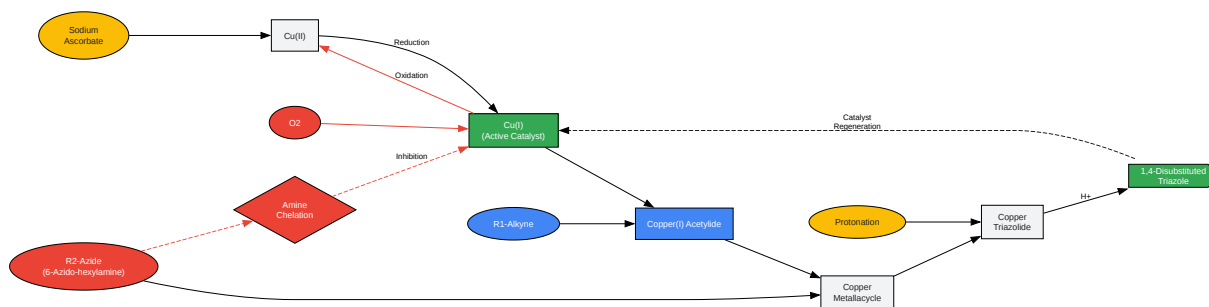 Sodium
Ascorbate
Cu(II)
Reduction
Oxidation
O2
Cu(I)
(Active Catalyst)
Catalyst
Regeneration
Inhibition
1,4-Disubstituted
Triazole
H+
Amine
Chelation
R1-Alkyne
Copper(I) Acetylide
Protonation
Copper
Triazolide
R2-Azide
(6-Azido-hexylamine)
Copper
Metallacycle